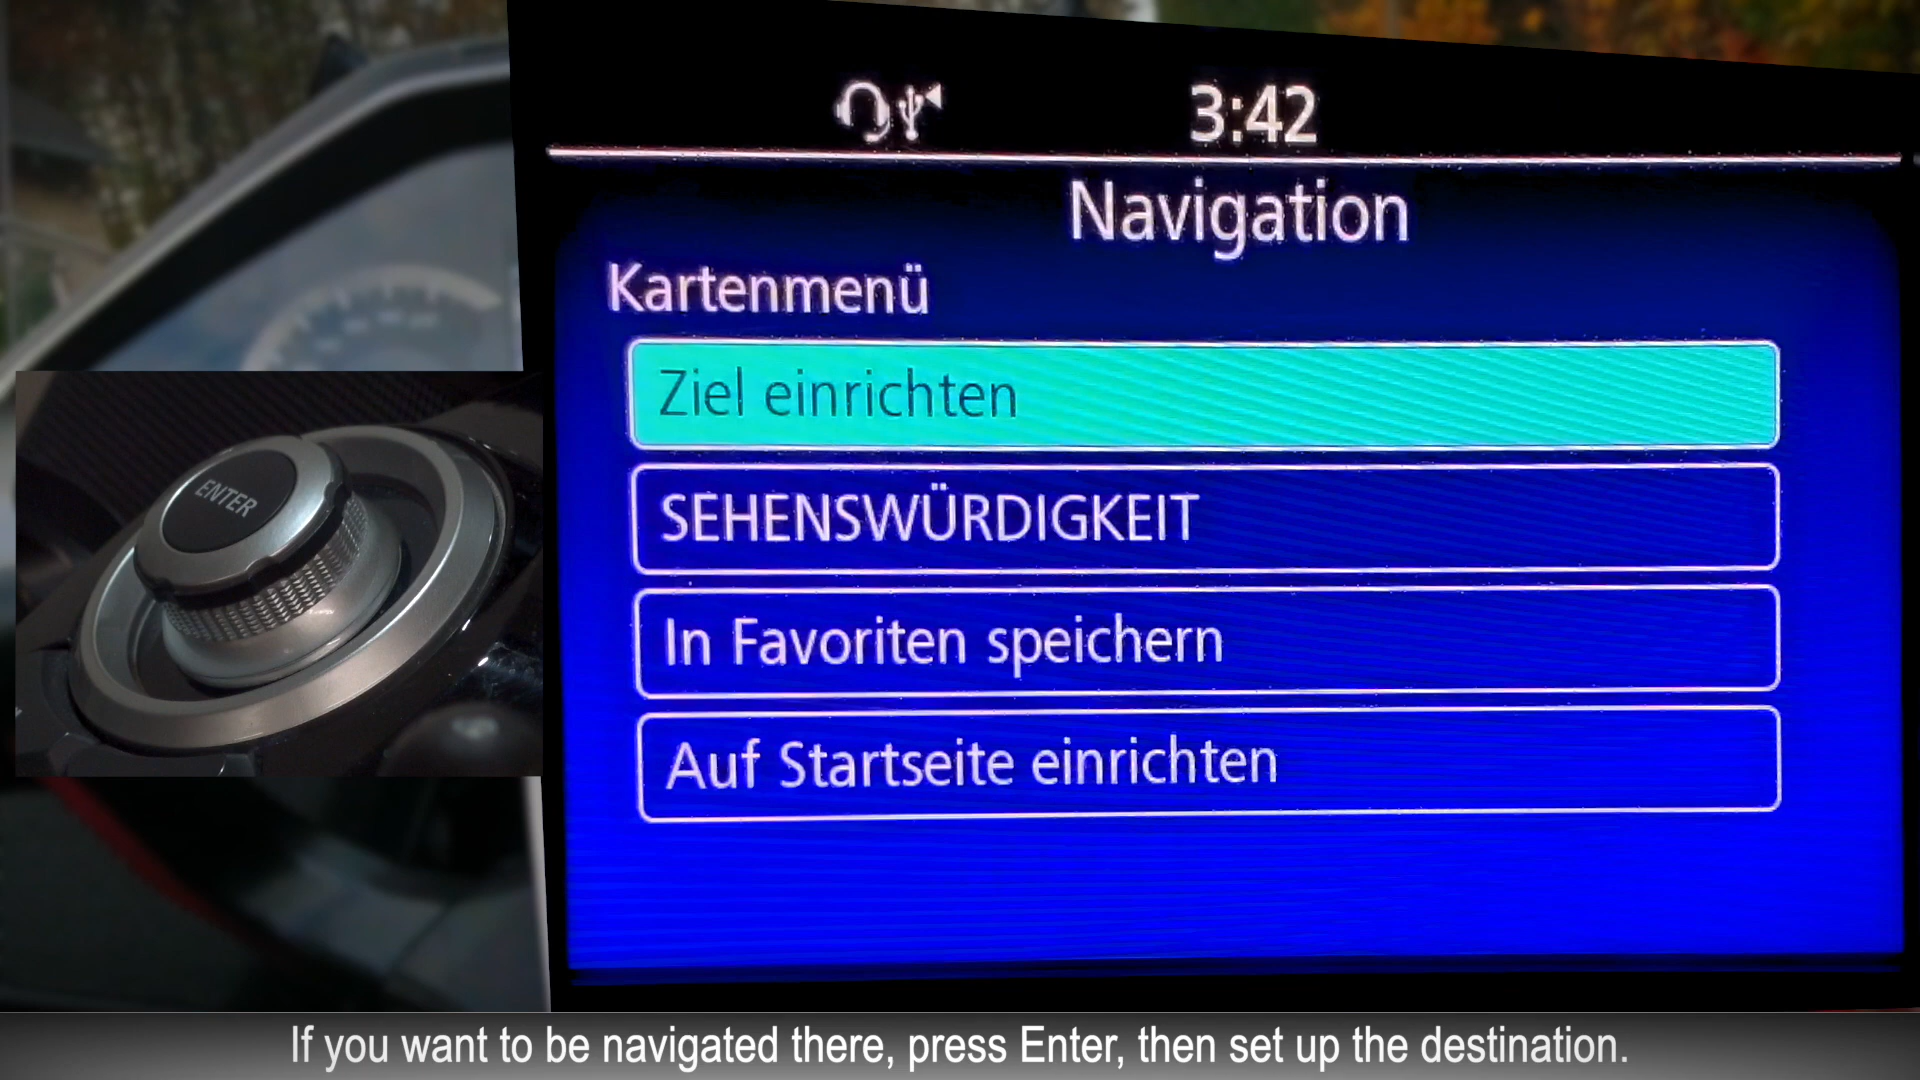 3:42
Navigation
Kartenmenü
Ziel einrichten
SEHENSWÜRDIGKEIT
In Favoriten speichern
Auf Startseite einrichten
ENTER
If you want to be navigated there, press Enter, then set up the destination.